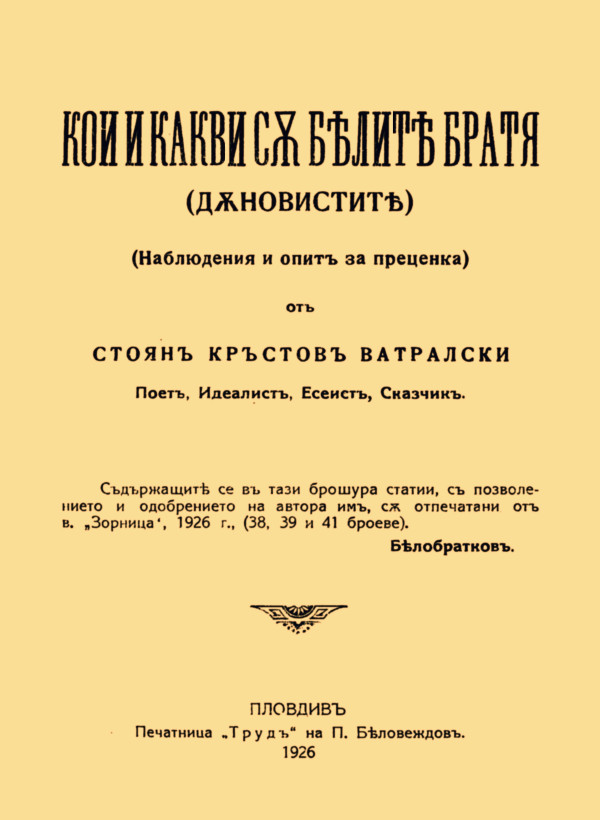 КОИ И КАКВИ СѪ БѢЛИТѢ БРАТЯ
(ДѪНОВИСТИТѢ)
(Наблюдения и опитъ за преценка)
отъ
СТОЯНЪ КРЪСТОВЪ ВАТРАЛСКИ
Поетъ, Идеалистъ, Есеистъ, Сказчикъ.
Съдържащитѣ се въ тази брошура статии, съ позволе-
нието и одобрението на автора имъ, сѫ отпечатани отъ
в. „Зорница‘, 1926 г., (38, 39 и 41 броеве).
Бѣлобратковъ.
ПЛОВДИВЪ
Печатница „Трудъ“ на П. Бѣловеждовъ.
1926